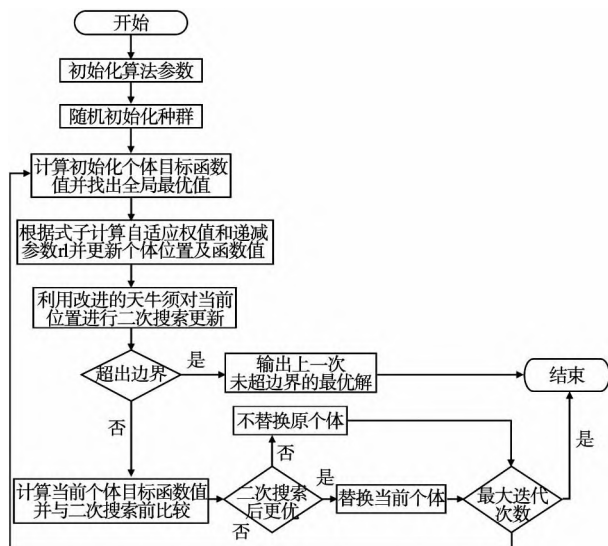 开始
初始化算法参数
随机初始化种群
计算初始化个体目标函数
值并找出全局最优值
根据式子计算自适应权值和递减
参数r1并更新个体位置及函数值
利用改进的天牛须对当前
位置进行二次搜索更新
超出边界
是
输出上一次
未超边界的最优解
结束
否
不替换原个体
是
否
计算当前个体目标函数值
并与二次搜索前比较
二次搜索
后更优
是
替换当前个体
最大迭代
次数
否